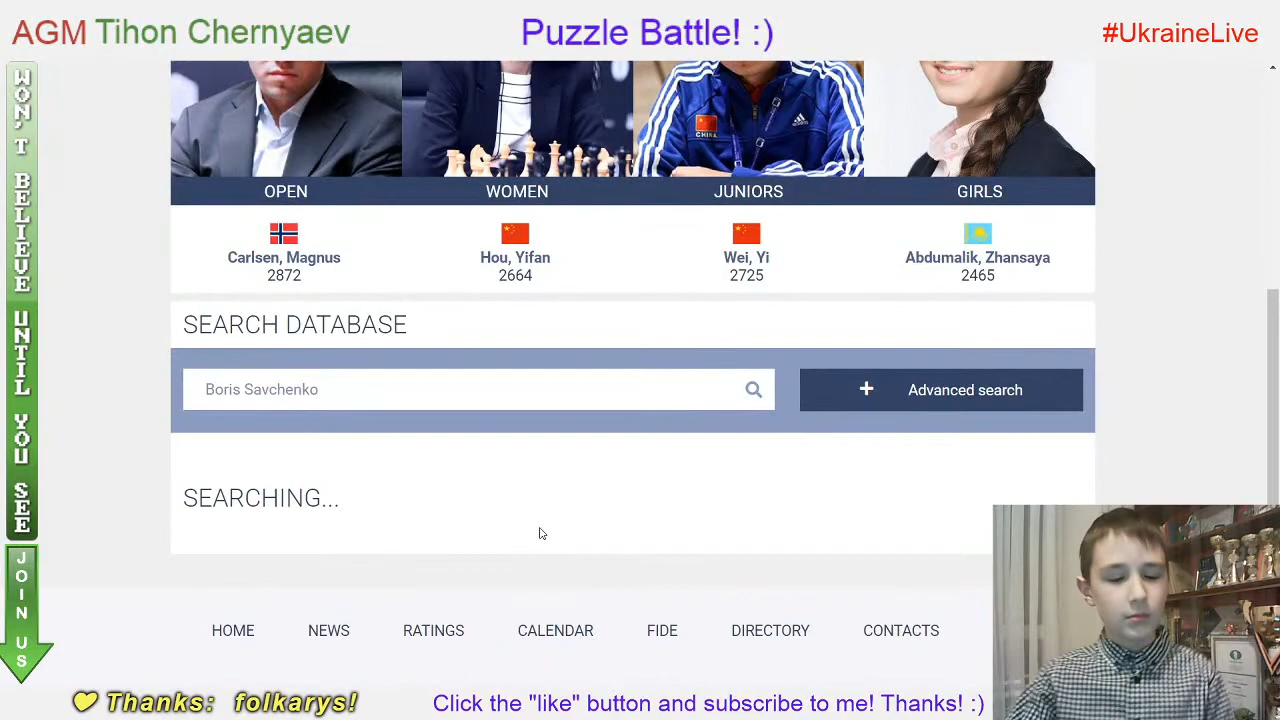 AGM Tihon Chernyaev
Puzzle Battle! :)
#UkraineLive
WON'T BELIEVE UNTIL YOU SEE
JOIN US
CHINA
adidas
OPEN
WOMEN
JUNIORS
GIRLS
Carlsen, Magnus
Hou, Yifan
Wei, Yi
Abdumalik, Zhansaya
2872
2664
2725
2465
SEARCH DATABASE
Boris Savchenko
+ Advanced search
SEARCHING...
HOME
NEWS
RATINGS
CALENDAR
FIDE
DIRECTORY
CONTACTS
Thanks: folkarys!
Click the "like" button and subscribe to me! Thanks! :)